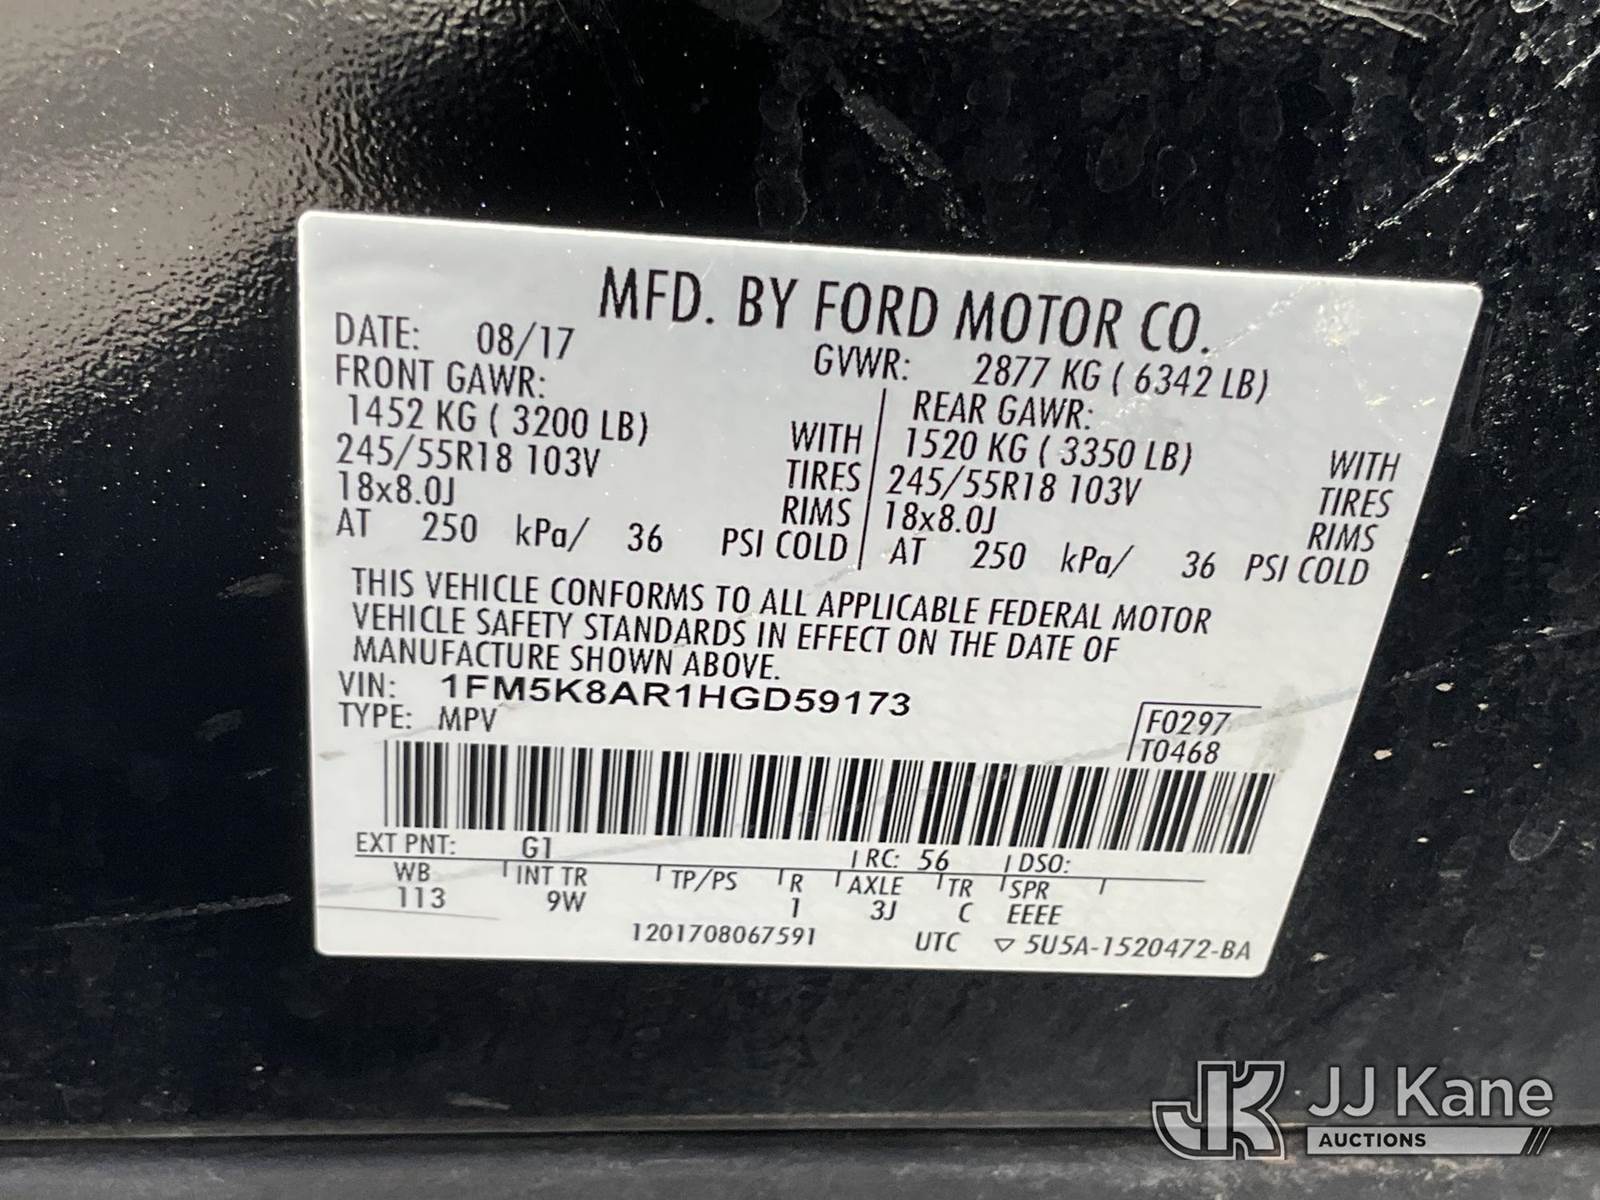 MFD. BY FORD MOTOR CO.
DATE: 08/17 GVWR: 2877 KG ( 6342 LB)
FRONT GAWR: REAR GAWR:
1452 KG ( 3200 LB) WITH 1520 KG ( 3350 LB) WITH
245/55R18 103V TIRES 245/55R18 103V TIRES
18x8.0J RIMS 18x8.0J RIMS
AT 250 kPa/ 36 PSI COLD AT 250 kPa/ 36 PSI COLD
THIS VEHICLE CONFORMS TO ALL APPLICABLE FEDERAL MOTOR
VEHICLE SAFETY STANDARDS IN EFFECT ON THE DATE OF
MANUFACTURE SHOWN ABOVE.
VIN: 1FM5K8AR1HGD59173
TYPE: MPV
F0297
T0468
EXT PNT: G1 RC: 56 DSO:
WB INT TR TP/PS R AXLE TR SPR
113 9W 1 3J C EEEE
1201708067591 UTC ▽ 5U5A-1520472-BA
JK JJ Kane
AUCTIONS